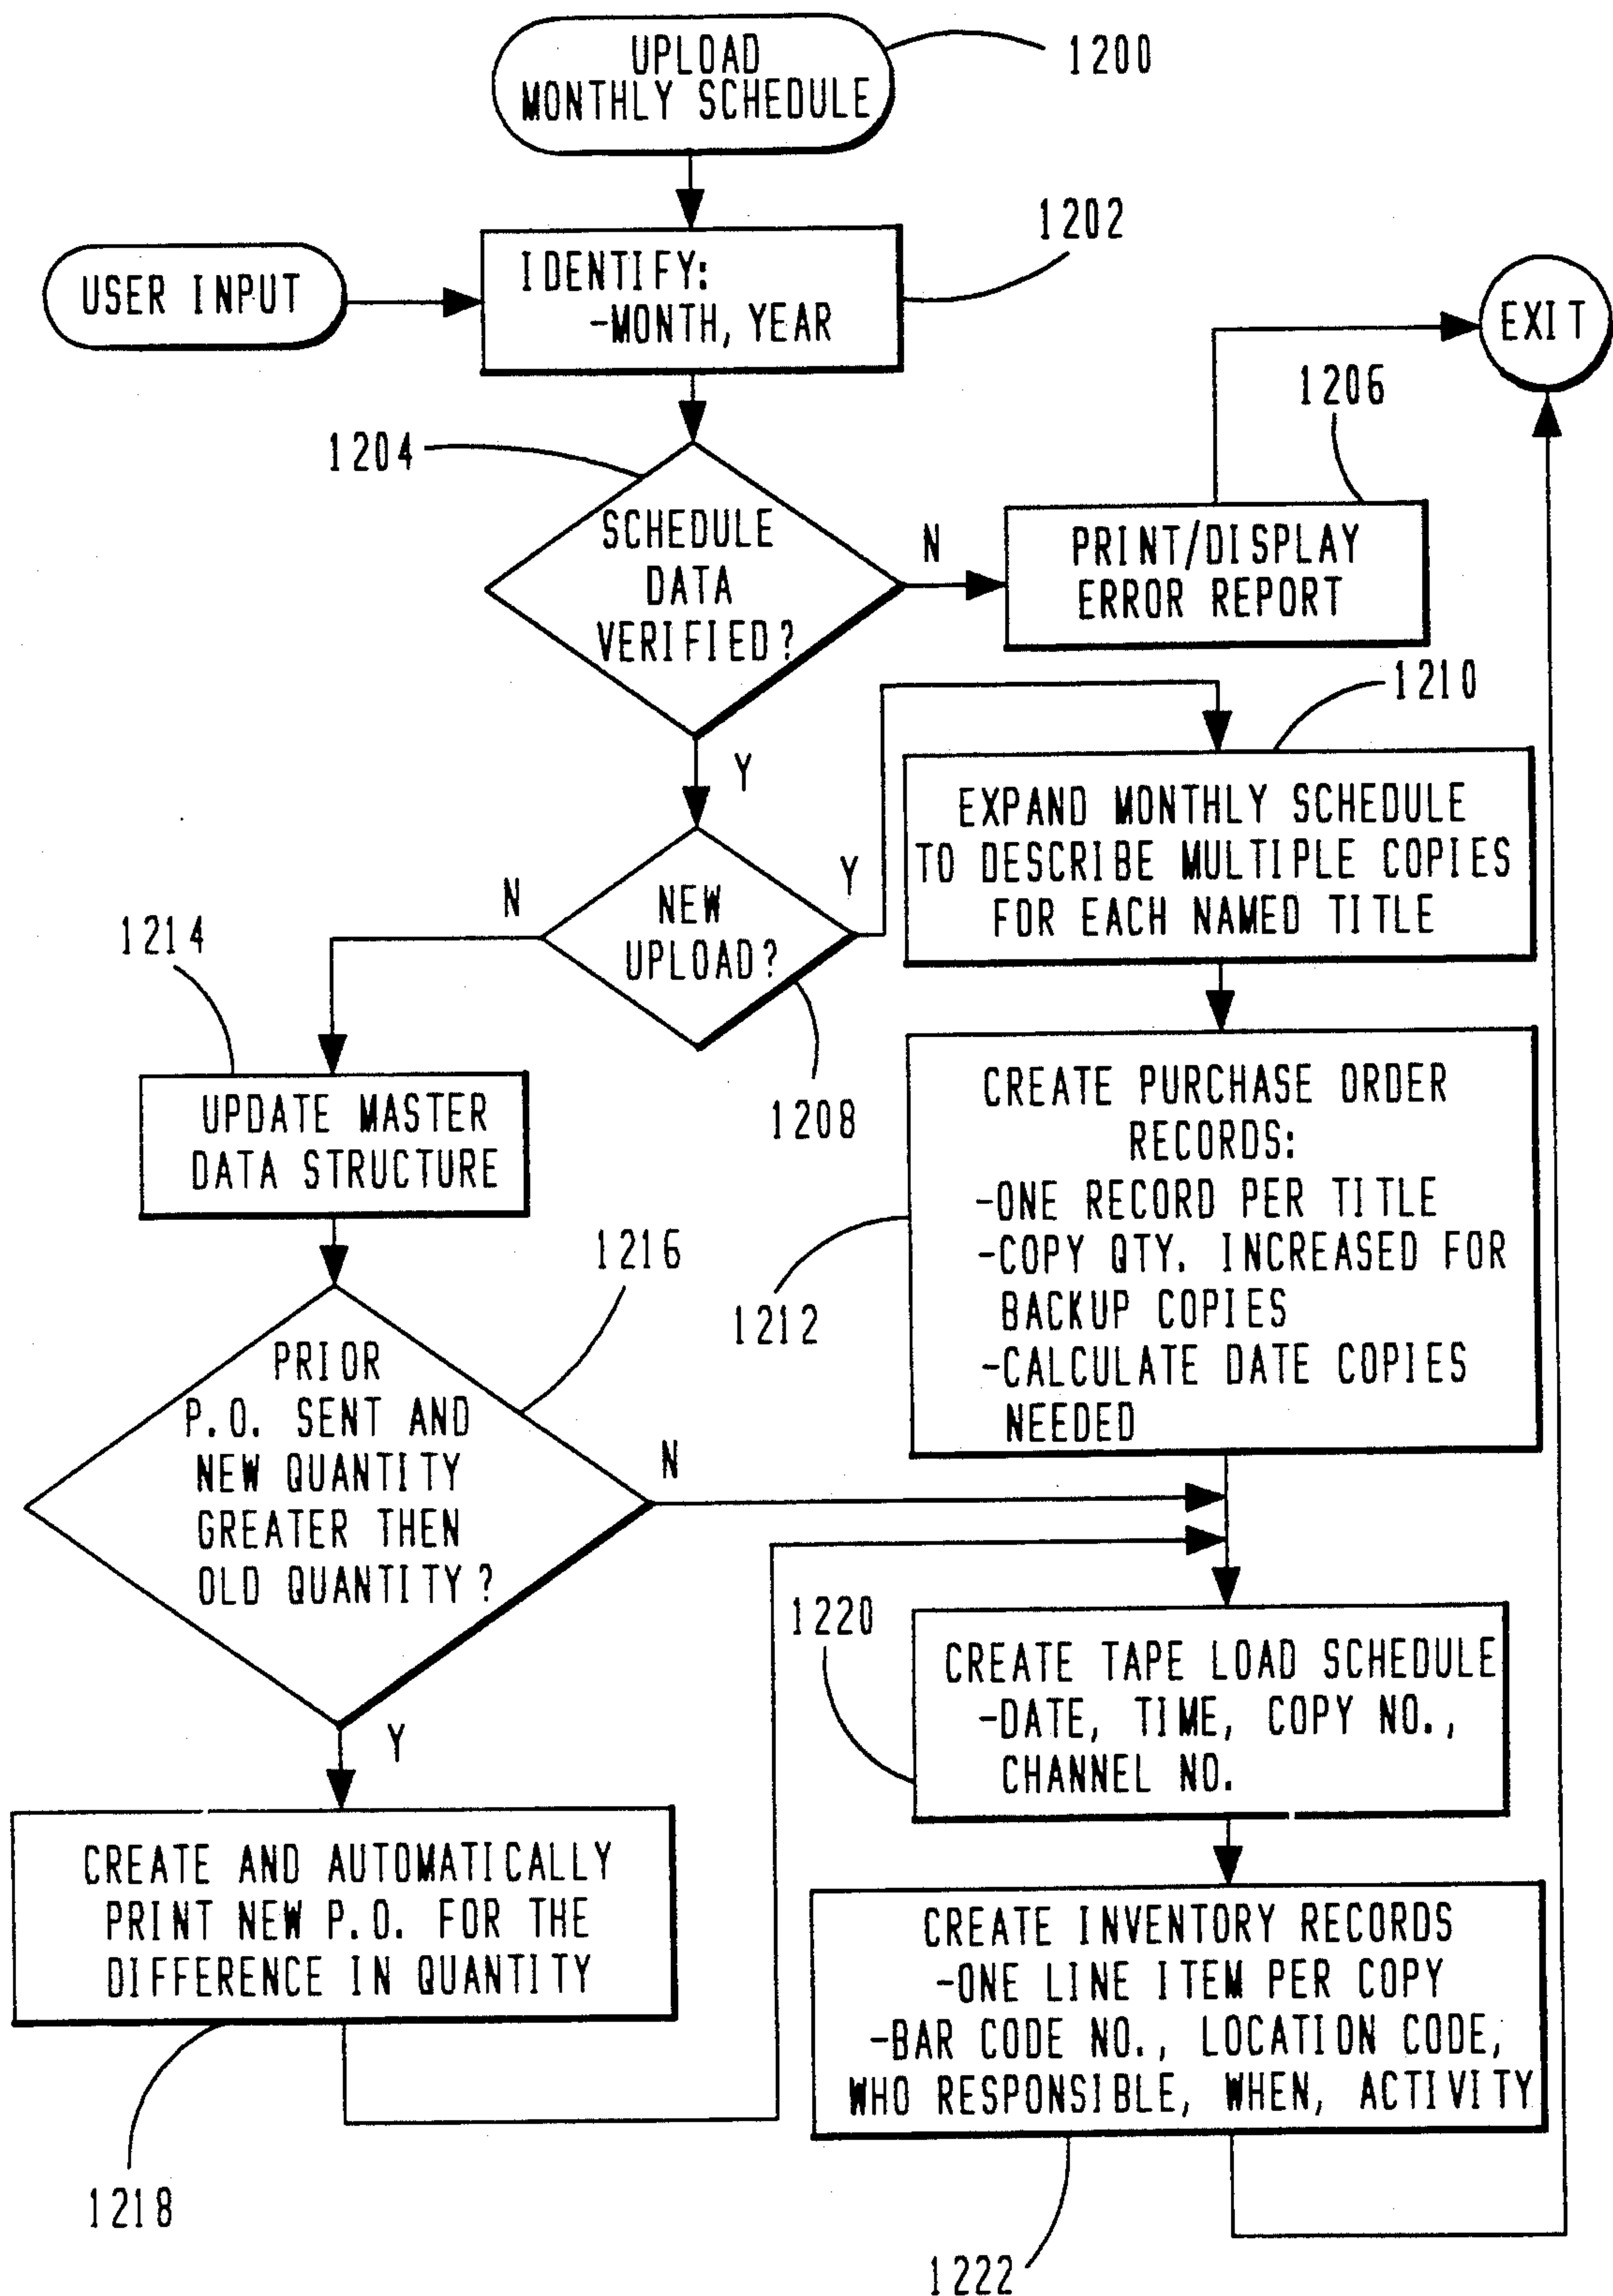 UPLOAD
MONTHLY SCHEDULE
1200
USER INPUT
IDENTIFY:
-MONTH, YEAR
1202
EXIT
1204
SCHEDULE
DATA
VERIFIED?
N
Y
1206
PRINT/DISPLAY
ERROR REPORT
NEW
UPLOAD?
N
Y
1208
1210
EXPAND MONTHLY SCHEDULE
TO DESCRIBE MULTIPLE COPIES
FOR EACH NAMED TITLE
1214
UPDATE MASTER
DATA STRUCTURE
CREATE PURCHASE ORDER
RECORDS:
-ONE RECORD PER TITLE
-COPY QTY. INCREASED FOR
BACKUP COPIES
-CALCULATE DATE COPIES
NEEDED
1212
1216
PRIOR
P.O. SENT AND
NEW QUANTITY
GREATER THEN
OLD QUANTITY?
N
Y
1220
CREATE TAPE LOAD SCHEDULE
-DATE, TIME, COPY NO.,
CHANNEL NO.
CREATE AND AUTOMATICALLY
PRINT NEW P.O. FOR THE
DIFFERENCE IN QUANTITY
1218
CREATE INVENTORY RECORDS
-ONE LINE ITEM PER COPY
-BAR CODE NO., LOCATION CODE,
WHO RESPONSIBLE, WHEN, ACTIVITY
1222